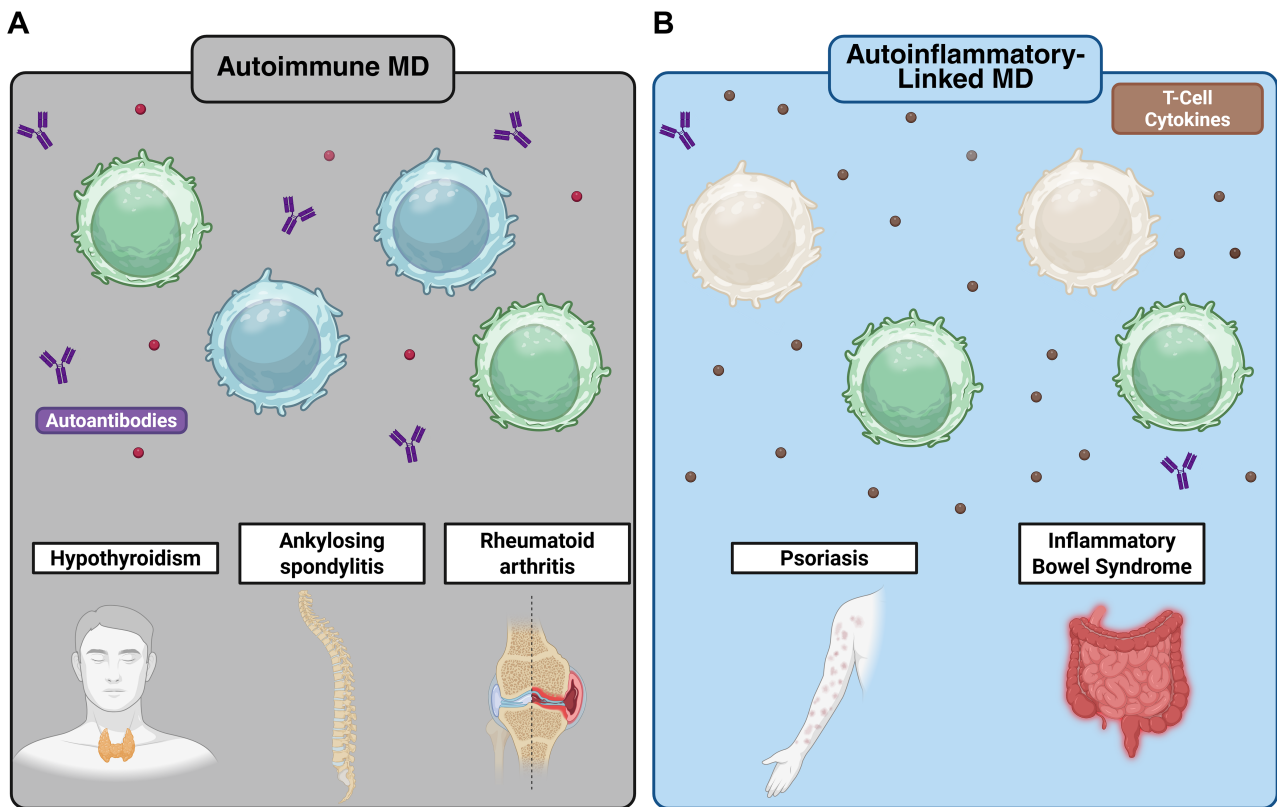 A
Autoimmune MD
Autoantibodies
Hypothyroidism
Ankylosing
spondylitis
Rheumatoid
arthritis
B
Autoinflammatory-
Linked MD
T-Cell
Cytokines
Psoriasis
Inflammatory
Bowel Syndrome